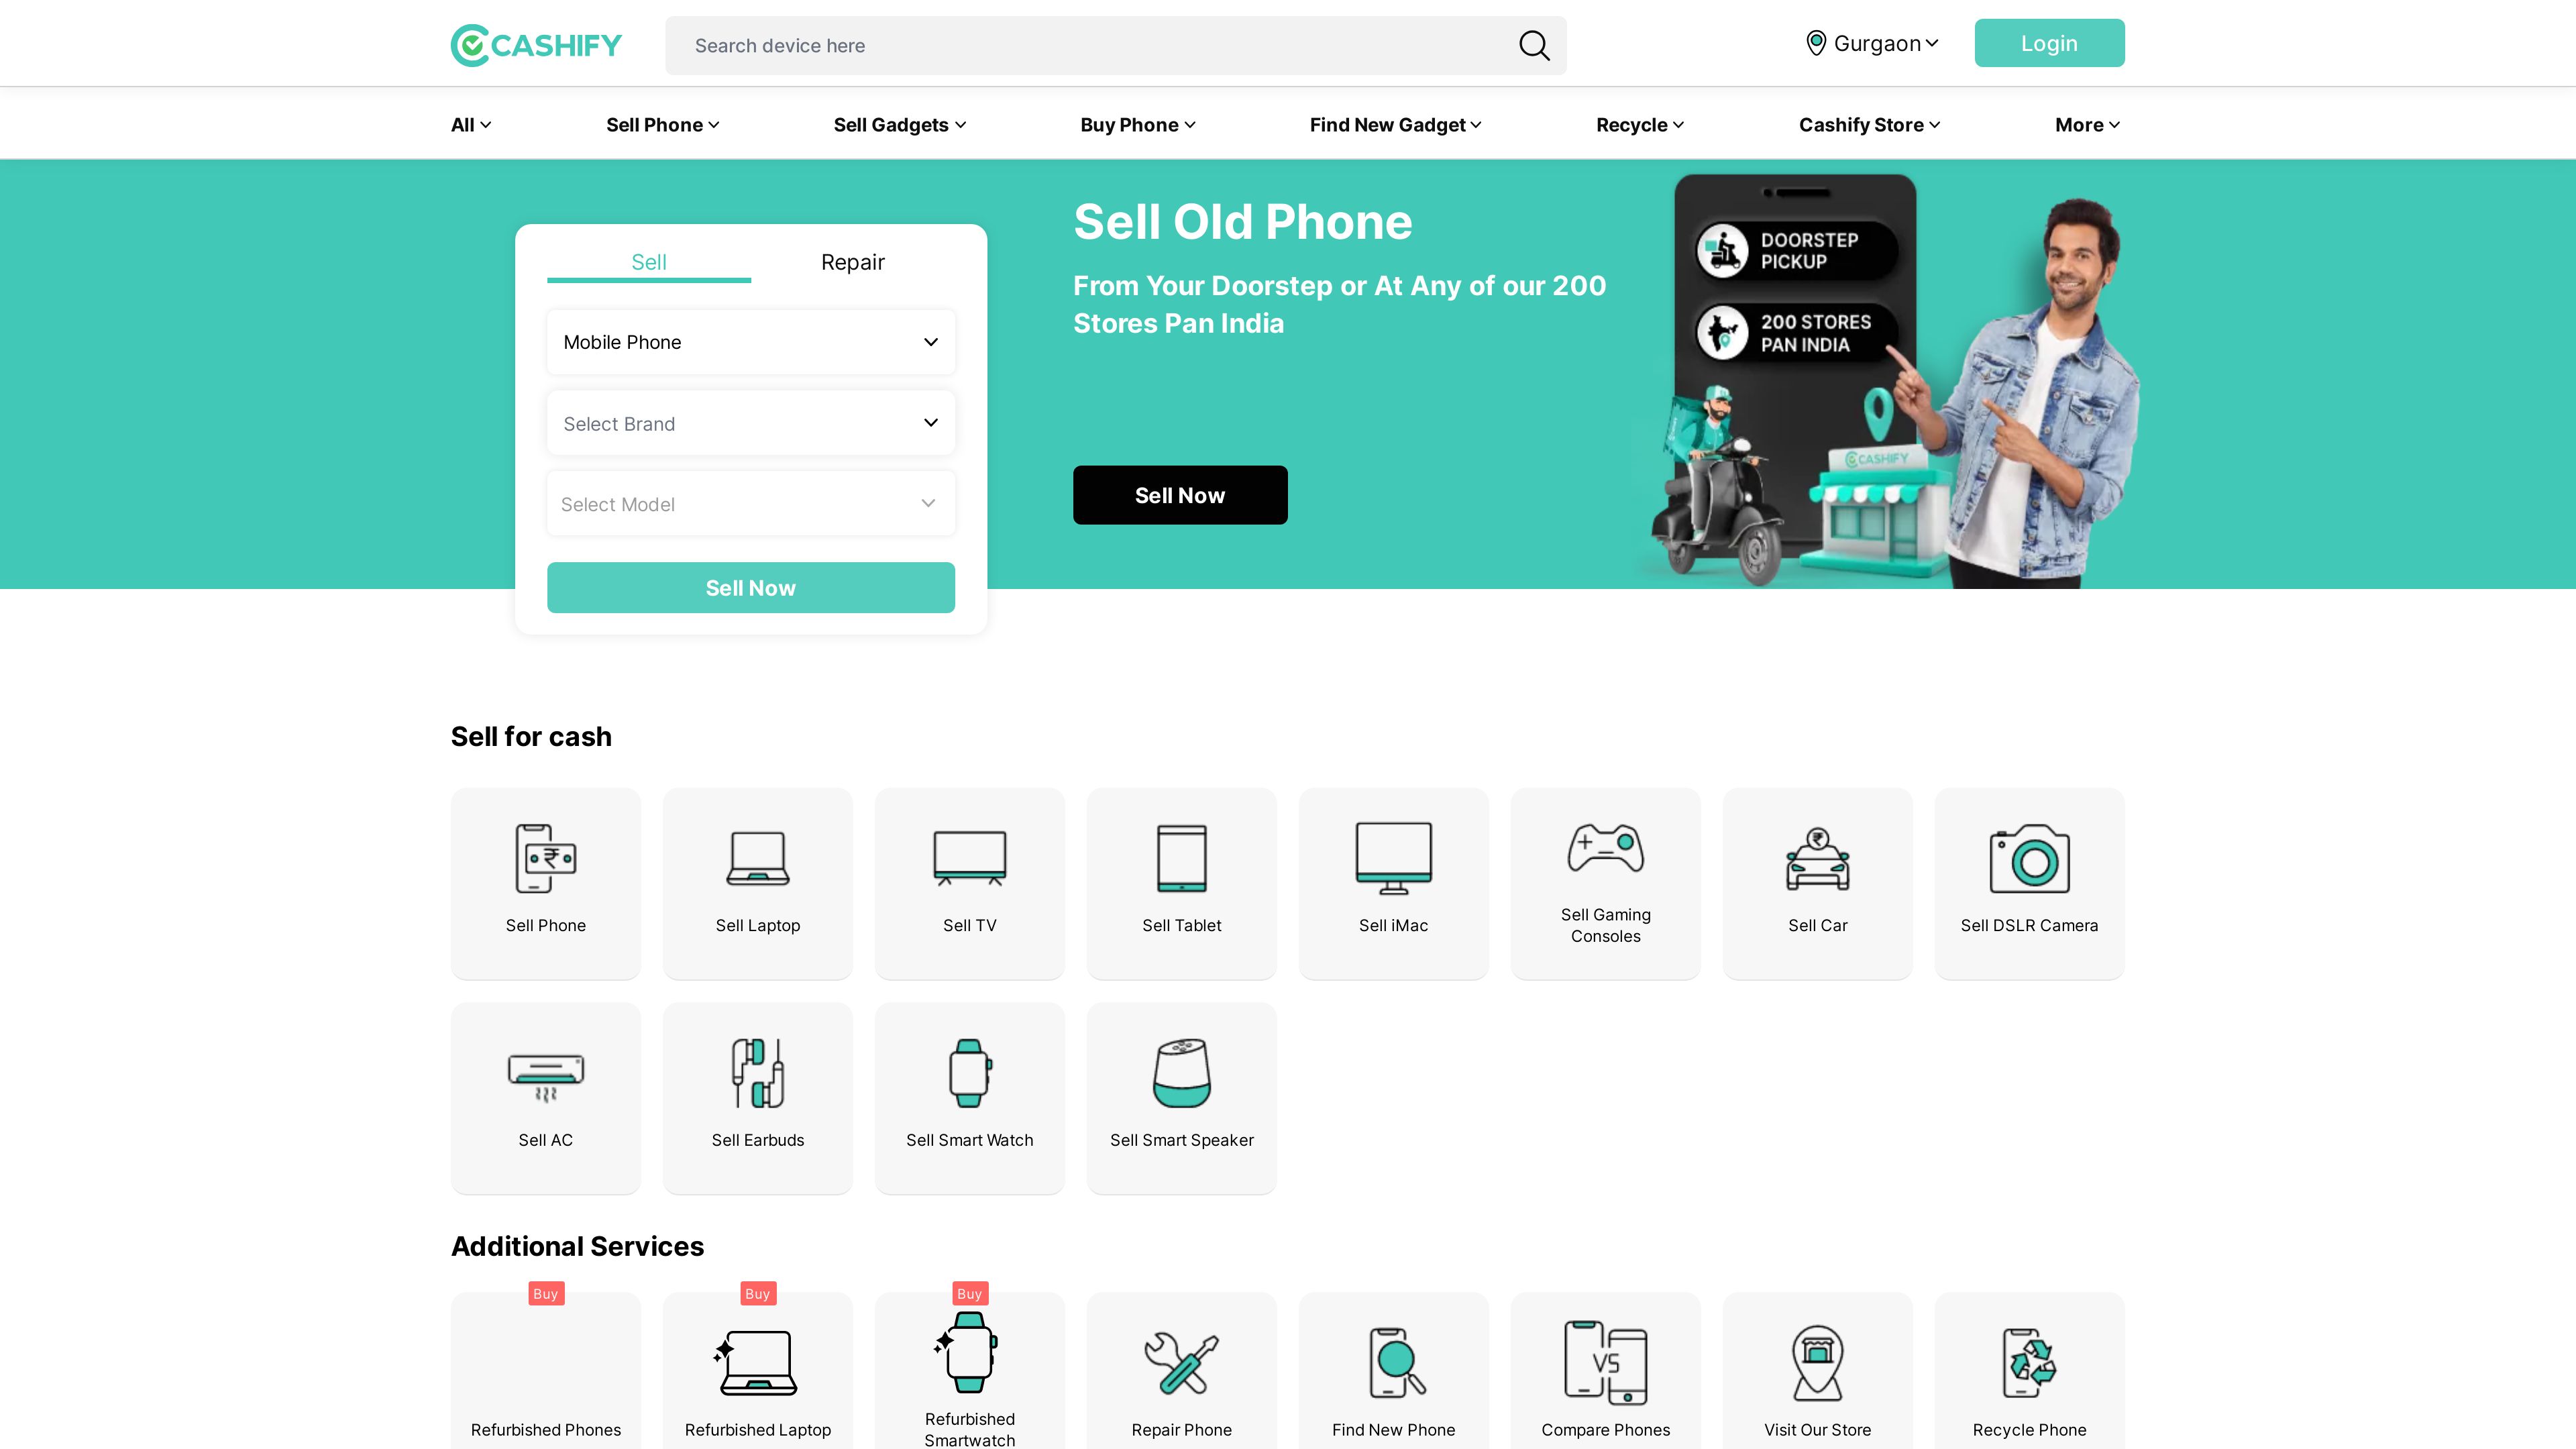 CASHIFY
Search device here
Gurgaon
Login
All
Sell Phone
Sell Gadgets
Buy Phone
Find New Gadget
Recycle
Cashify Store
More
Sell
Repair
Mobile Phone
Select Brand
Select Model
Sell Now
Sell Old Phone
From Your Doorstep or At Any of our 200
Stores Pan India
Sell Now
DOORSTEP
PICKUP
200 STORES
PAN INDIA
CASHIFY
Sell for cash
Sell Phone
Sell Laptop
Sell TV
Sell Tablet
Sell iMac
Sell Gaming
Consoles
Sell Car
Sell DSLR Camera
Sell AC
Sell Earbuds
Sell Smart Watch
Sell Smart Speaker
Additional Services
Buy
Refurbished Phones
Buy
Refurbished Laptop
Buy
Refurbished
Smartwatch
Repair Phone
Find New Phone
VS
Compare Phones
Visit Our Store
Recycle Phone